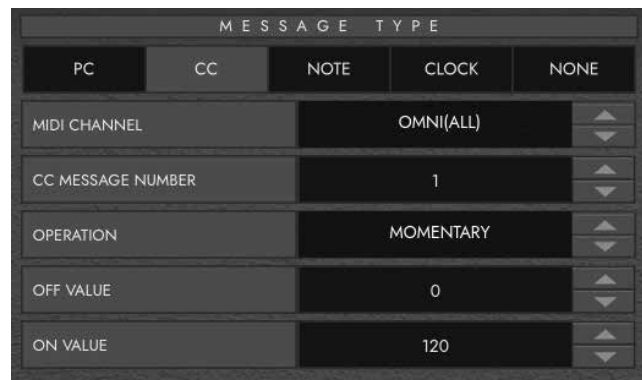 MESSAGE TYPE
PC CC NOTE CLOCK NONE
MIDI CHANNEL OMNI(ALL)
CC MESSAGE NUMBER 1
OPERATION MOMENTARY
OFF VALUE 0
ON VALUE 120